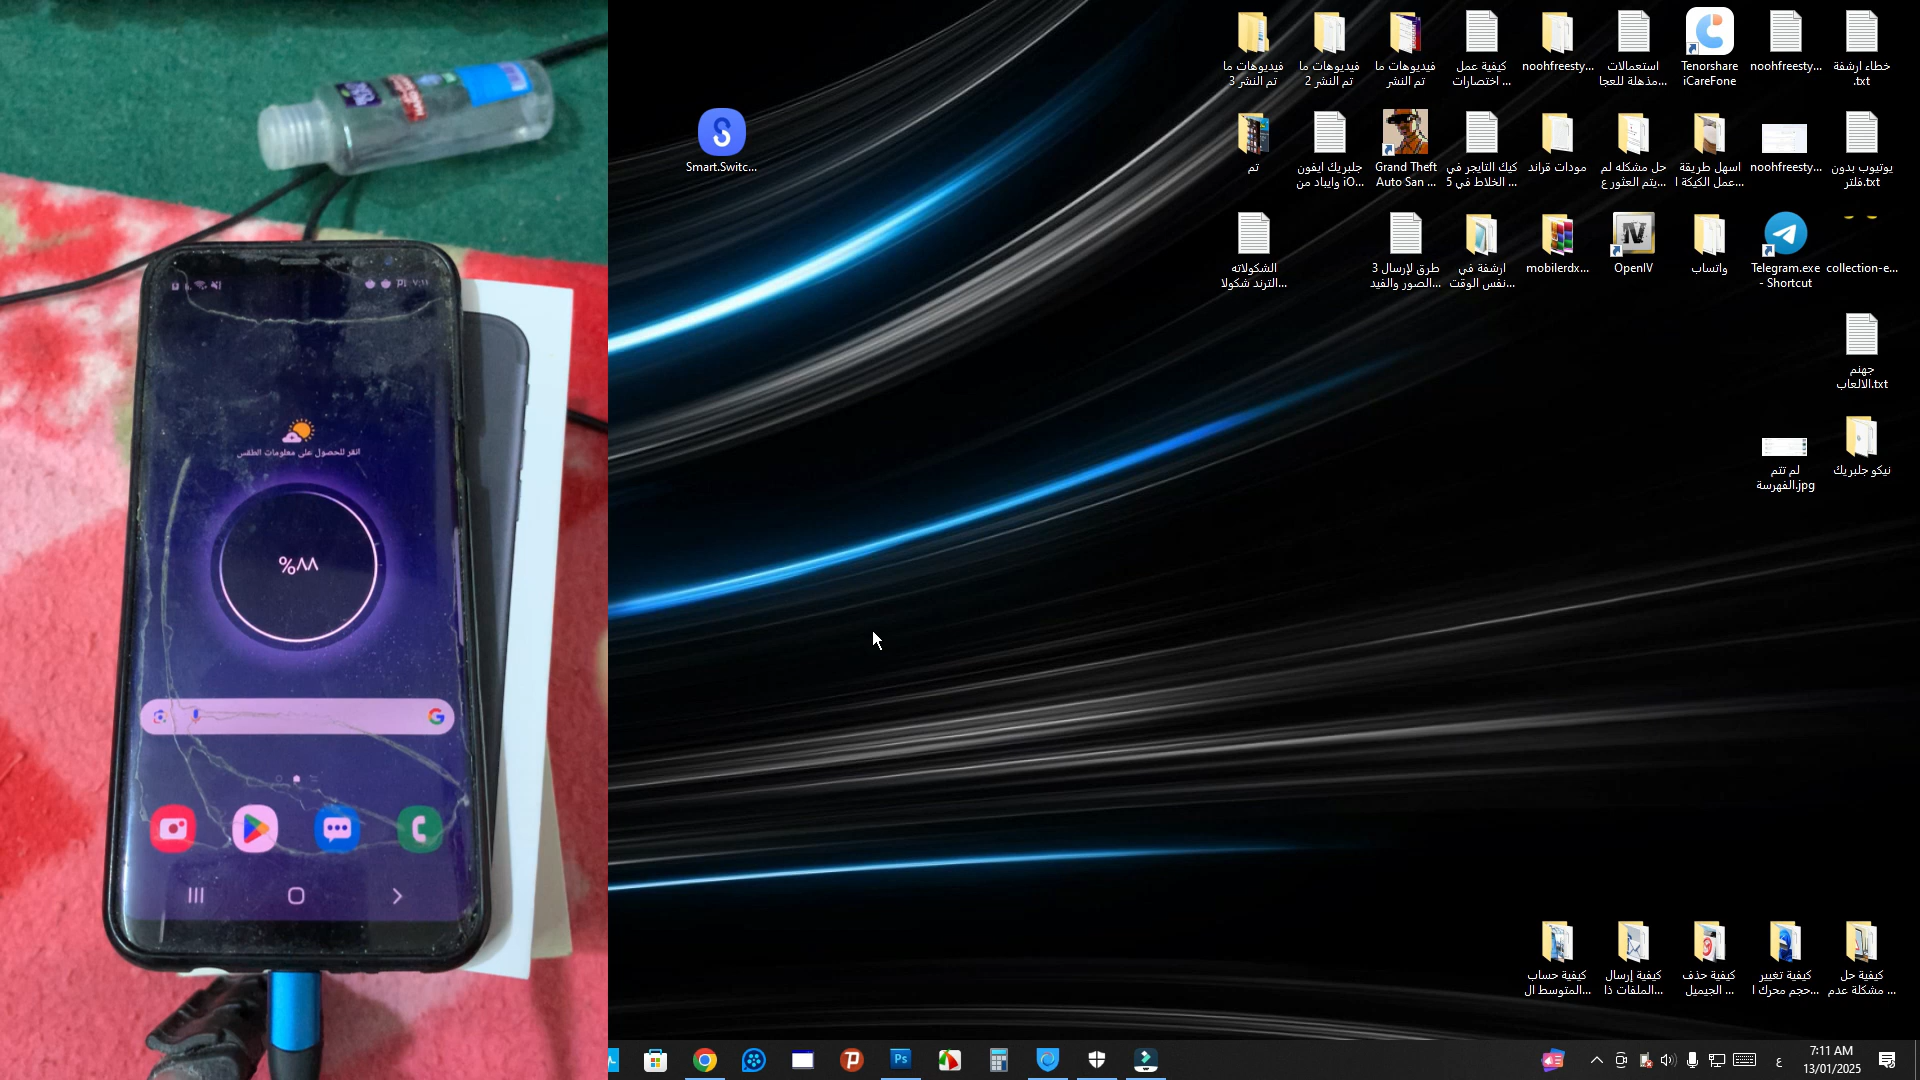 ٧:١١
انقر للحصول على معلومات الطقس
%٨٨
Smart.Switc...
فيديوهات ما
تم النشر 3
فيديوهات ما
تم النشر 2
فيديوهات ما
تم النشر
كيفية عمل
اختصارات ...
noohfreesty...
استعمالات
مذهلة للعجا...
Tenorshare
iCareFone
noohfreesty...
خطاء ارشفة
.txt
تم
جلبريك ايفون
وايباد من iO...
Grand Theft
Auto San ...
كيك التايجر في
الخلاط في 5 ...
مودات قراند
حل مشكله لم
يتم العثور ع...
اسهل طريقة
عمل الكيكة ا...
noohfreesty...
يوتيوب بدون
فلتر.txt
الشكولاته
الترند شكولا...
3 طرق لإرسال
الصور والفيد...
ارشفة في
نفس الوقت...
mobilerdx...
OpenIV
واتساب
Telegram.exe
- Shortcut
collection-e...
جهنم
الالعاب.txt
لم تتم
الفهرسة.jpg
نيكو جلبريك
كيفية حساب
المتوسط ال...
كيفية إرسال
الملفات ذا...
كيفية حذف
الجيميل ...
كيفية تغيير
حجم محرك ا...
كيفية حل
مشكلة عدم ...
Ps
ع
7:11 AM
13/01/2025